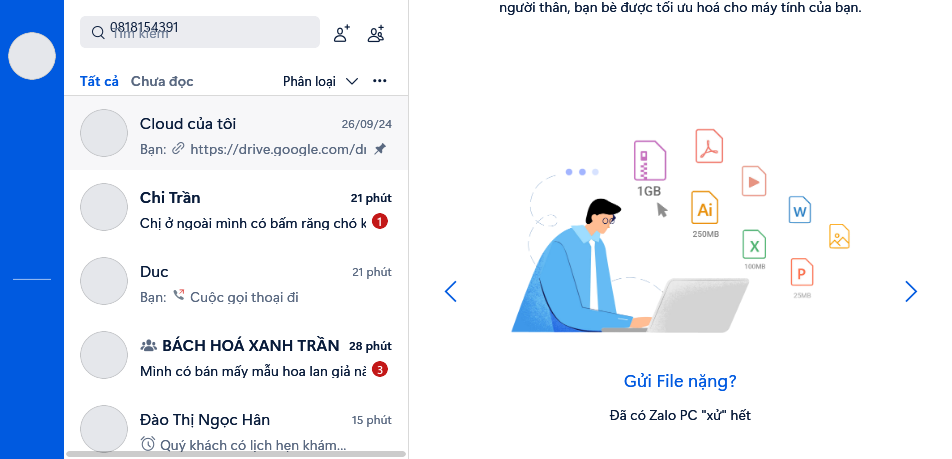 0818154391
Tìm kiếm
Tất cả Chưa đọc Phân loại
Cloud của tôi 26/09/24
Bạn: https://drive.google.com/dr
Chi Trần 21 phút
Chị ở ngoài mình có bấm răng chó k 1
Duc 21 phút
Bạn: Cuộc gọi thoại đi
BÁCH HOÁ XANH TRẦN 28 phút
Mình có bán mấy mẫu hoa lan giả nà 3
Đào Thị Ngọc Hân 15 phút
Quý khách có lịch hẹn khám...
người thân, bạn bè được tối ưu hoá cho máy tính của bạn.
1GB
Ai
250MB
W
X
100MB
P
25MB
Gửi File nặng?
Đã có Zalo PC "xử" hết